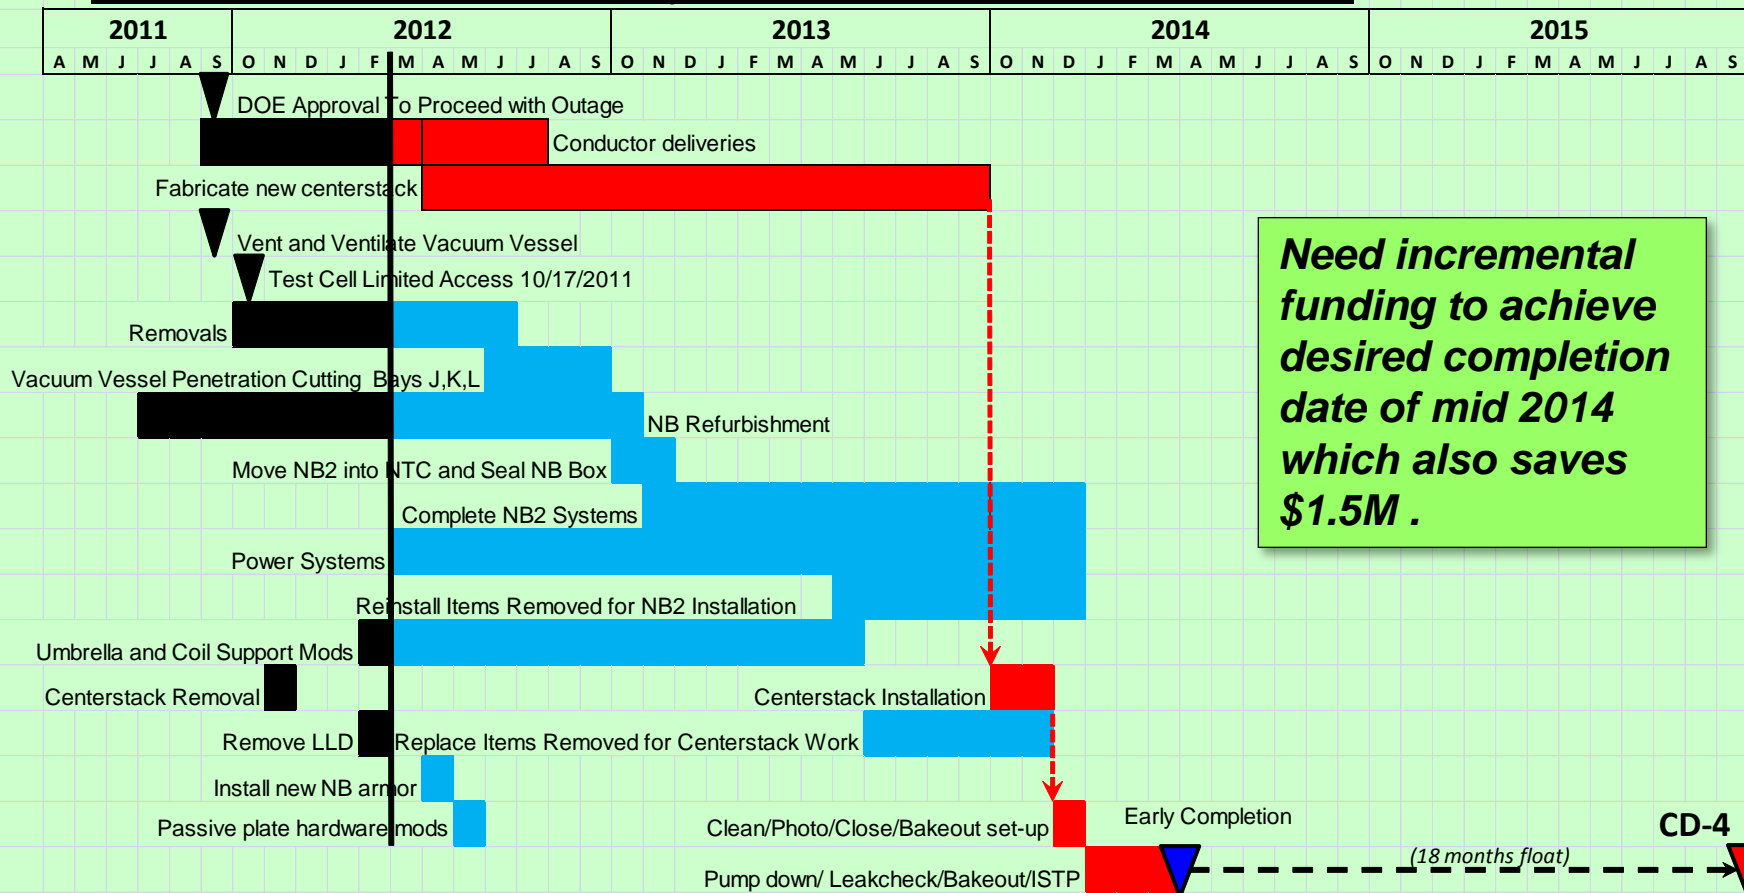 2011 2012 2013 2014 2015
A M J J A S O N D J F M A M J J A S O N D J F M A M J J A S O N D J F M A M J J A S O N D J F M A M J J A S
DOE Approval To Proceed with Outage
Conductor deliveries
Fabricate new centerstack
Vent and Ventilate Vacuum Vessel
Test Cell Limited Access 10/17/2011
Removals
Vacuum Vessel Penetration Cutting Bays J,K,L
NB Refurbishment
Move NB2 into NTC and Seal NB Box
Complete NB2 Systems
Power Systems
Reinstall Items Removed for NB2 Installation
Umbrella and Coil Support Mods
Centerstack Removal Centerstack Installation
Remove LLD Replace Items Removed for Centerstack Work
Install new NB armor
Passive plate hardware mods Clean/Photo/Close/Bakeout set-up
Early Completion
CD-4
(18 months float)
Pump down/ Leakcheck/Bakeout/ISTP
Need incremental
funding to achieve
desired completion
date of mid 2014
which also saves
$1.5M .